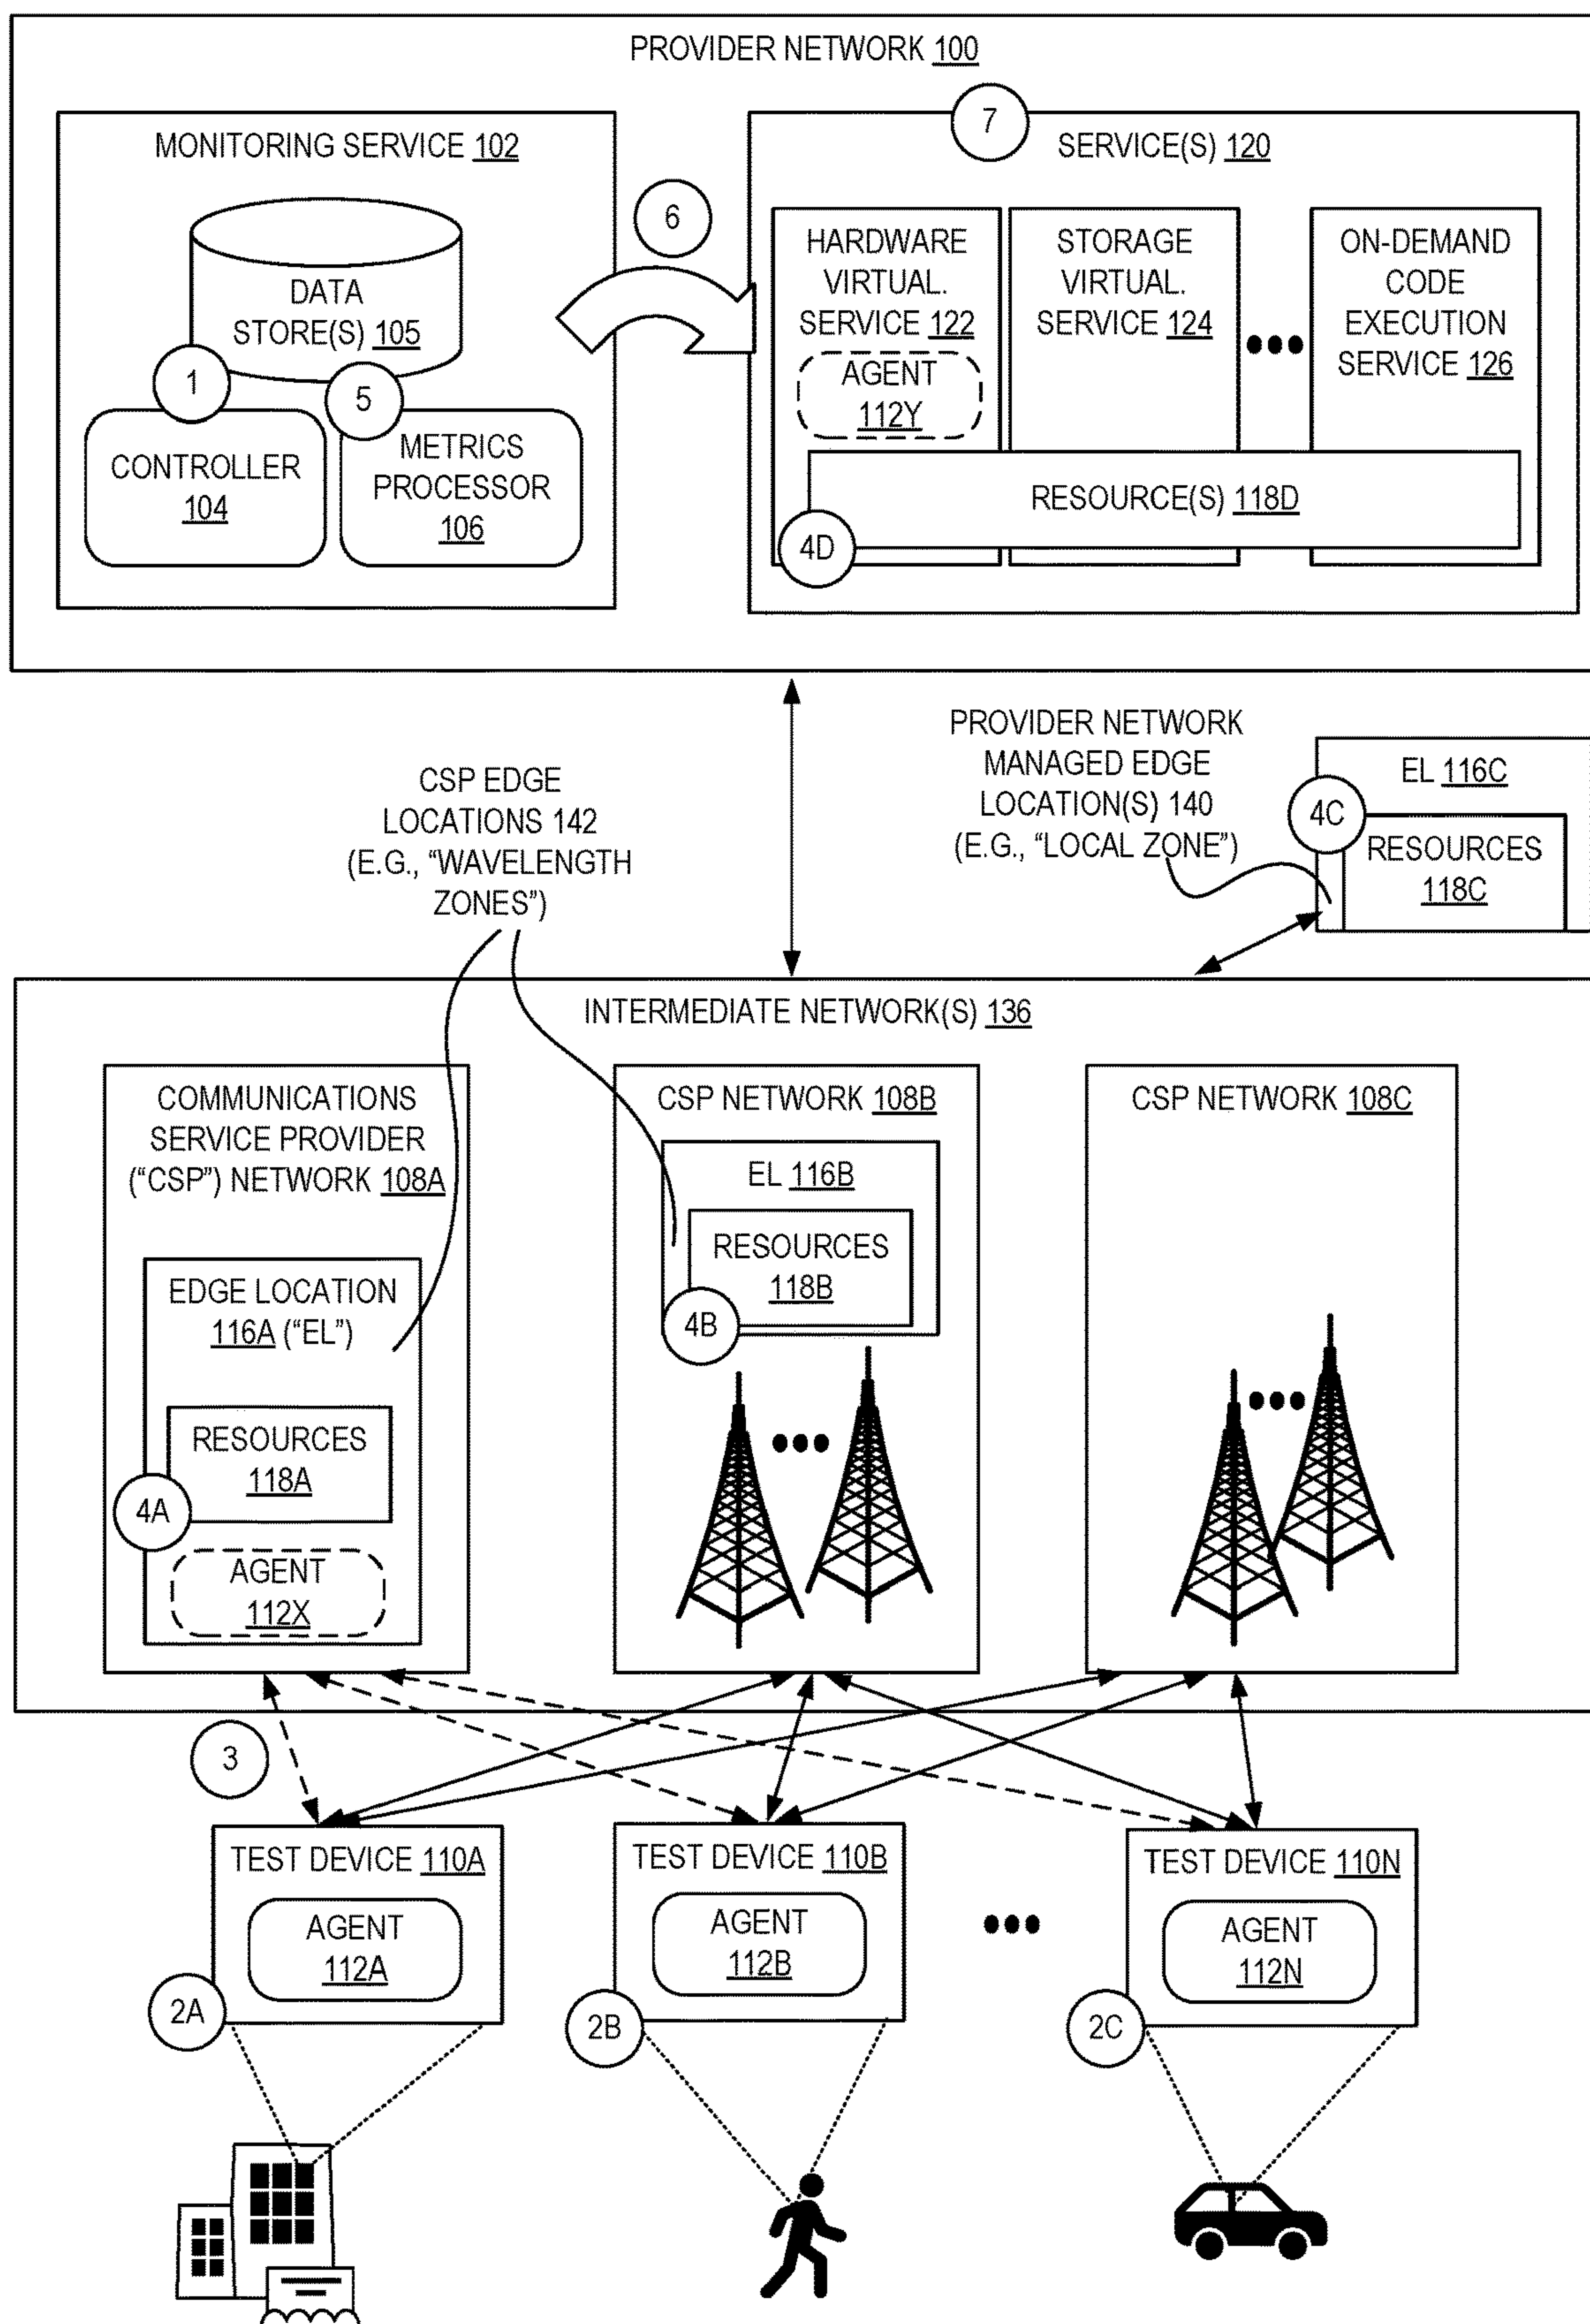 PROVIDER NETWORK 100
MONITORING SERVICE 102
DATA
STORE(S) 105
1
5
CONTROLLER
104
METRICS
PROCESSOR
106
6
7
SERVICE(S) 120
HARDWARE
VIRTUAL.
SERVICE 122
AGENT
112Y
STORAGE
VIRTUAL.
SERVICE 124
ON-DEMAND
CODE
EXECUTION
SERVICE 126
RESOURCE(S) 118D
4D
CSP EDGE
LOCATIONS 142
(E.G., “WAVELENGTH
ZONES”)
PROVIDER NETWORK
MANAGED EDGE
LOCATION(S) 140
(E.G., “LOCAL ZONE”)
EL 116C
4C
RESOURCES
118C
INTERMEDIATE NETWORK(S) 136
COMMUNICATIONS
SERVICE PROVIDER
(“CSP”) NETWORK 108A
EDGE LOCATION
116A (“EL”)
RESOURCES
118A
4A
AGENT
112X
CSP NETWORK 108B
EL 116B
RESOURCES
118B
4B
CSP NETWORK 108C
3
TEST DEVICE 110A
AGENT
112A
2A
TEST DEVICE 110B
AGENT
112B
2B
TEST DEVICE 110N
AGENT
112N
2C